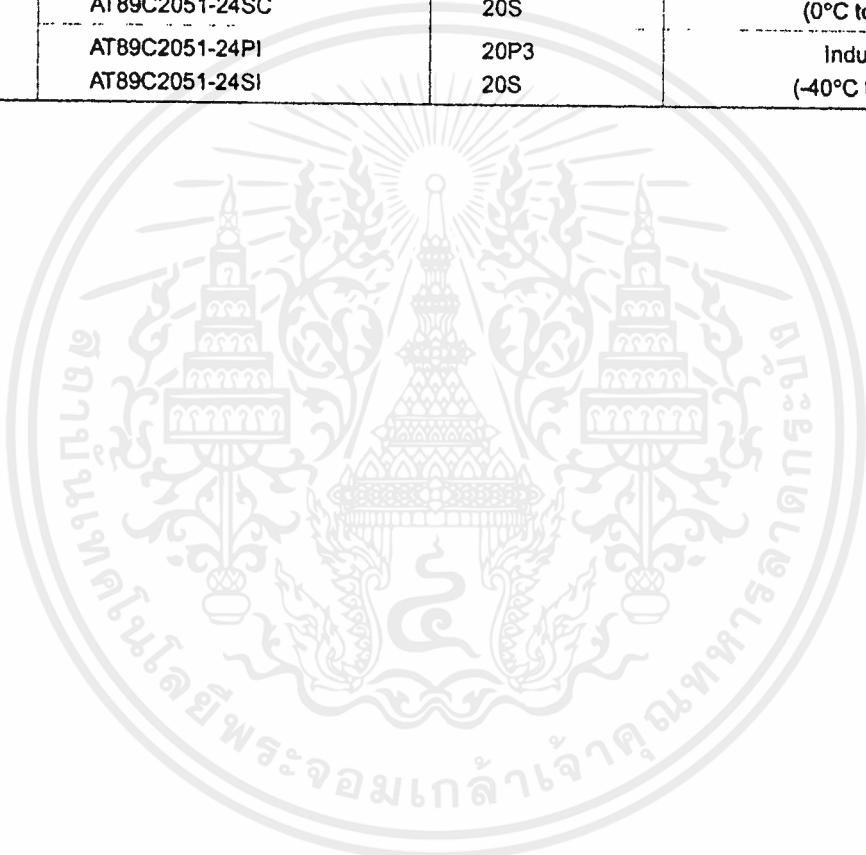 AT89C2051-24SC 20S (0°C to
AT89C2051-24PI 20P3 Indu
AT89C2051-24SI 20S (-40°C
สถาบันเทคโนโลยีพระจอมเกล้าเจ้าคุณทหารลาดกระบัง